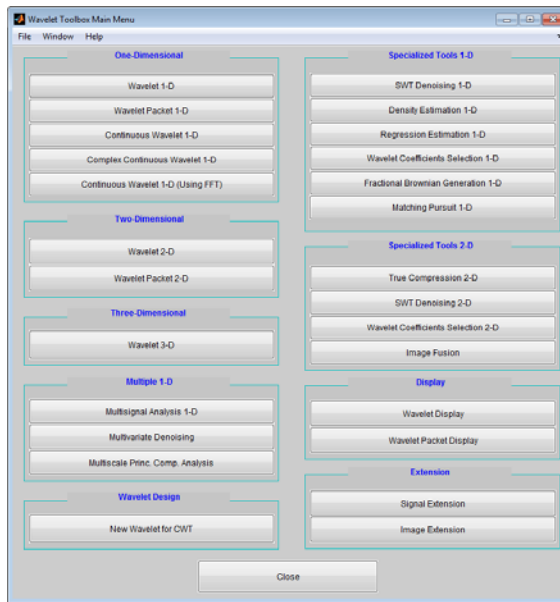 Wavelet Toolbox Main Menu
File Window Help
One-Dimensional
Wavelet 1-D
Wavelet Packet 1-D
Continuous Wavelet 1-D
Complex Continuous Wavelet 1-D
Continuous Wavelet 1-D (Using FFT)
Two-Dimensional
Wavelet 2-D
Wavelet Packet 2-D
Three-Dimensional
Wavelet 3-D
Multiple 1-D
Multisignal Analysis 1-D
Multivariate Denoising
Multiscale Princ. Comp. Analysis
Wavelet Design
New Wavelet for CWT
Specialized Tools 1-D
SWT Denoising 1-D
Density Estimation 1-D
Regression Estimation 1-D
Wavelet Coefficients Selection 1-D
Fractional Brownian Generation 1-D
Matching Pursuit 1-D
Specialized Tools 2-D
True Compression 2-D
SWT Denoising 2-D
Wavelet Coefficients Selection 2-D
Image Fusion
Display
Wavelet Display
Wavelet Packet Display
Extension
Signal Extension
Image Extension
Close